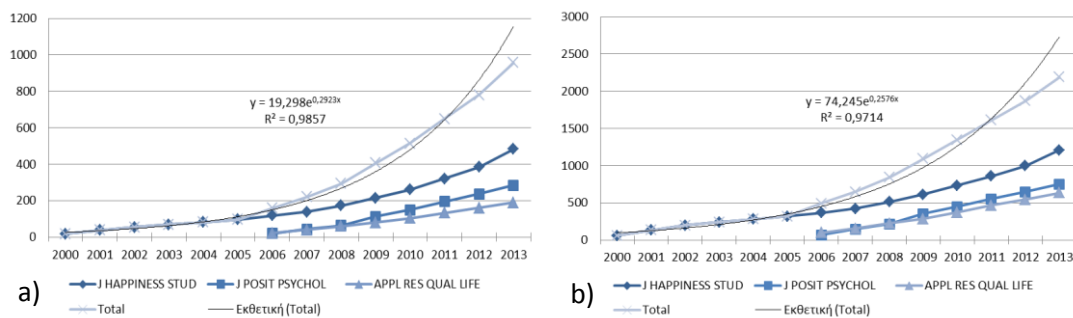 1200
1000
800
600
400
200
0
y = 19,298e^0,2923x
R² = 0,9857
2000 2001 2002 2003 2004 2005 2006 2007 2008 2009 2010 2011 2012 2013
J HAPPINESS STUD J POSIT PSYCHOL APPL RES QUAL LIFE
Total Εκθετική (Total)
a)
3000
2500
2000
1500
1000
500
0
y = 74,245e^0,2576x
R² = 0,9714
2000 2001 2002 2003 2004 2005 2006 2007 2008 2009 2010 2011 2012 2013
J HAPPINESS STUD J POSIT PSYCHOL APPL RES QUAL LIFE
Total Εκθετική (Total)
b)